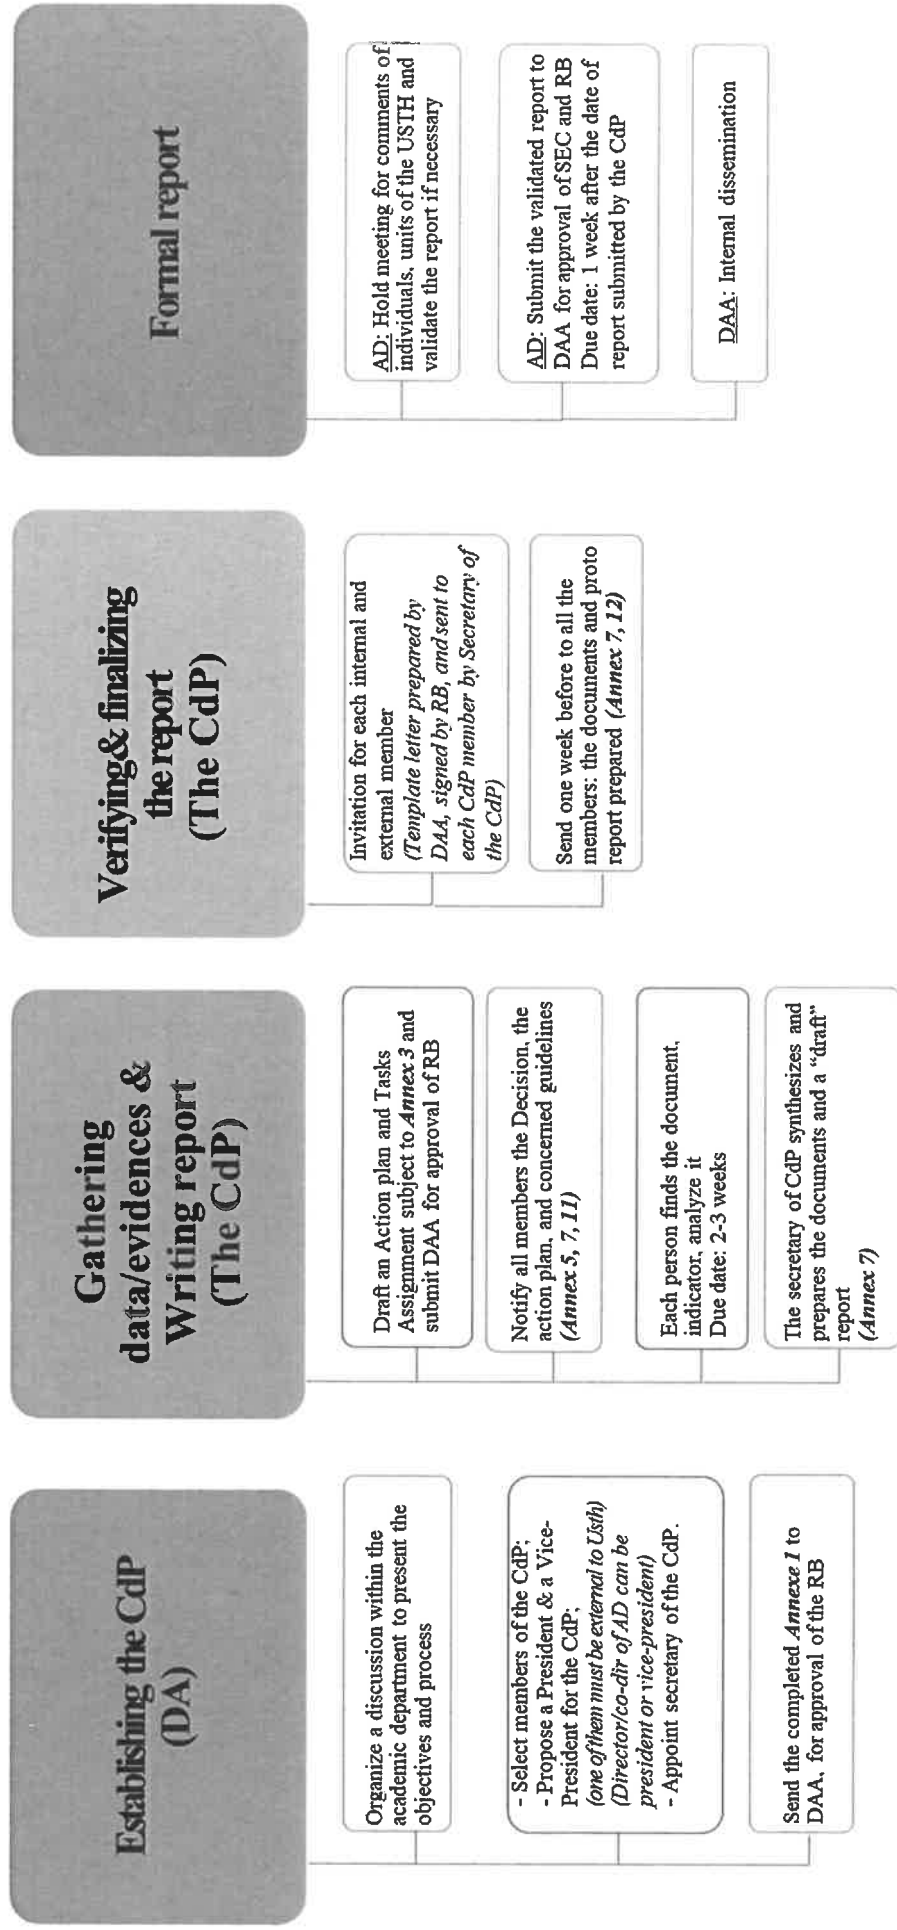 Establishing the CdP
(DA)
Organize a discussion within the
academic department to present the
objectives and process
- Select members of the CdP;
- Propose a President & a Vice-
President for the CdP;
(one of them must be external to Usth)
(Director/co-dir of AD can be
president or vice-president)
- Appoint secretary of the CdP.
Send the completed Annexe 1 to
DAA, for approval of the RB
Gathering
data/evidences &
Writing report
(The CdP)
Draft an Action plan and Tasks
Assignment subject to Annex 3 and
submit DAA for approval of RB
Notify all members the Decision, the
action plan, and concerned guidelines
(Annex 5, 7, 11)
Each person finds the document,
indicator, analyze it
Due date: 2-3 weeks
The secretary of CdP synthesizes and
prepares the documents and a "draft"
report
(Annex 7)
Verifying & finalizing
the report
(The CdP)
Invitation for each internal and
external member
(Template letter prepared by
DAA, signed by RB, and sent to
each CdP member by Secretary of
the CdP)
Send one week before to all the
members: the documents and proto
report prepared (Annex 7, 12)
Formal report
AD: Hold meeting for comments of
individuals, units of the USTH and
validate the report if necessary
AD: Submit the validated report to
DAA for approval of SEC and RB
Due date: 1 week after the date of
report submitted by the CdP
DAA: Internal dissemination